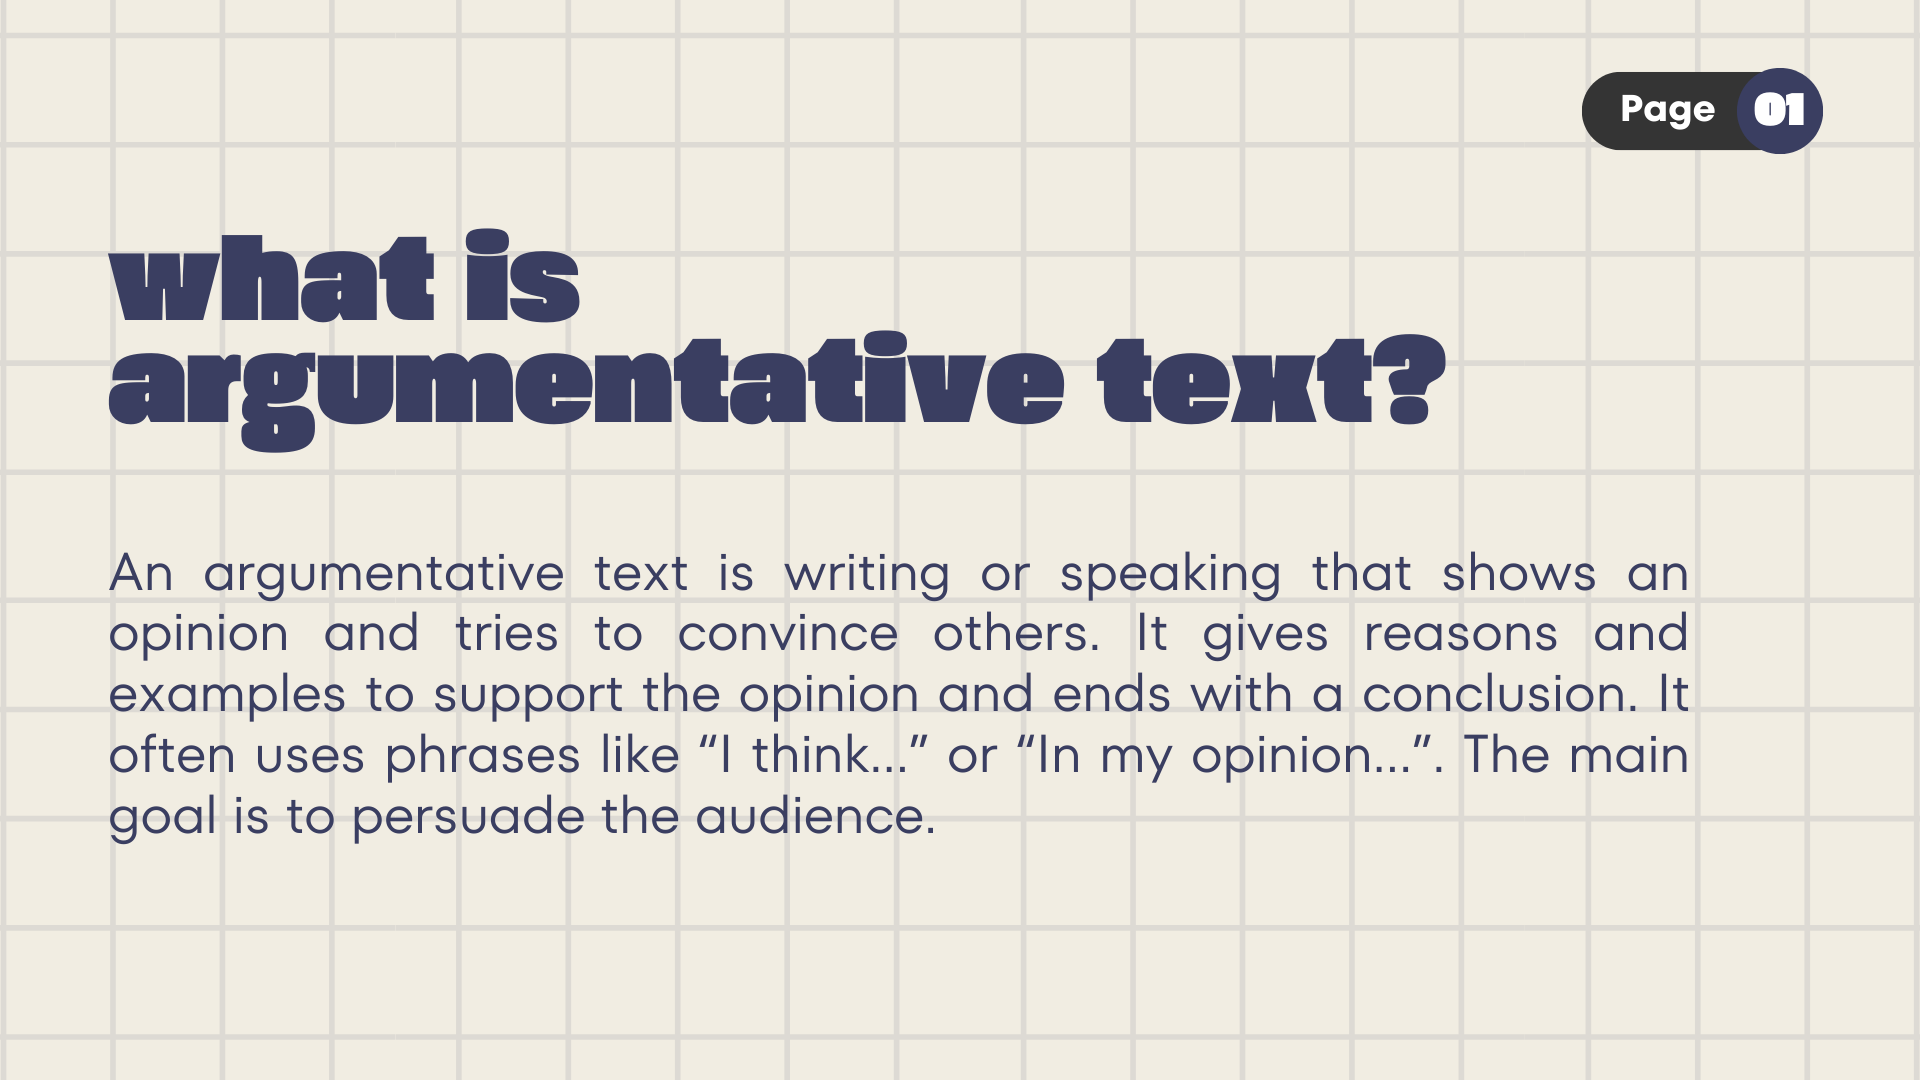 Page 01
what is
argumentative text?
An argumentative text is writing or speaking that shows an
opinion and tries to convince others. It gives reasons and
examples to support the opinion and ends with a conclusion. It
often uses phrases like “I think...” or “In my opinion...”. The main
goal is to persuade the audience.